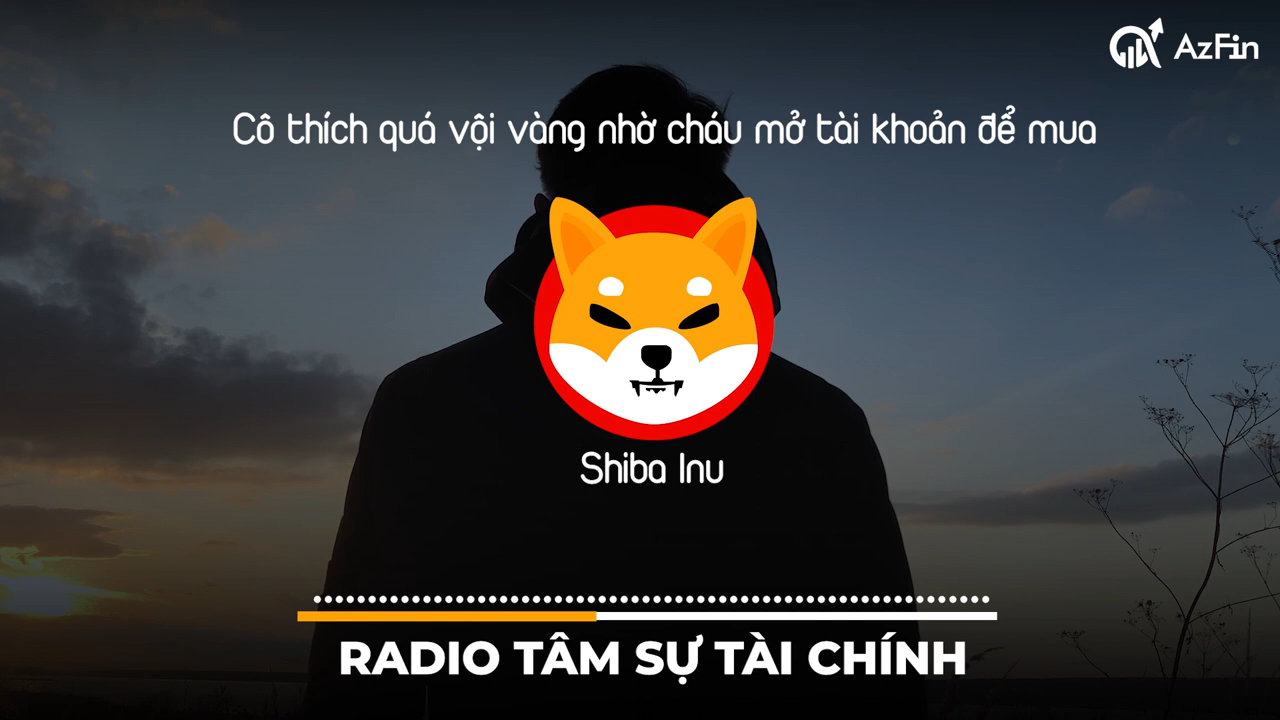 AzFin
Cô thích quá vội vàng nhờ cháu mở tài khoản để mua
Shiba Inu
RADIO TÂM SỰ TÀI CHÍNH